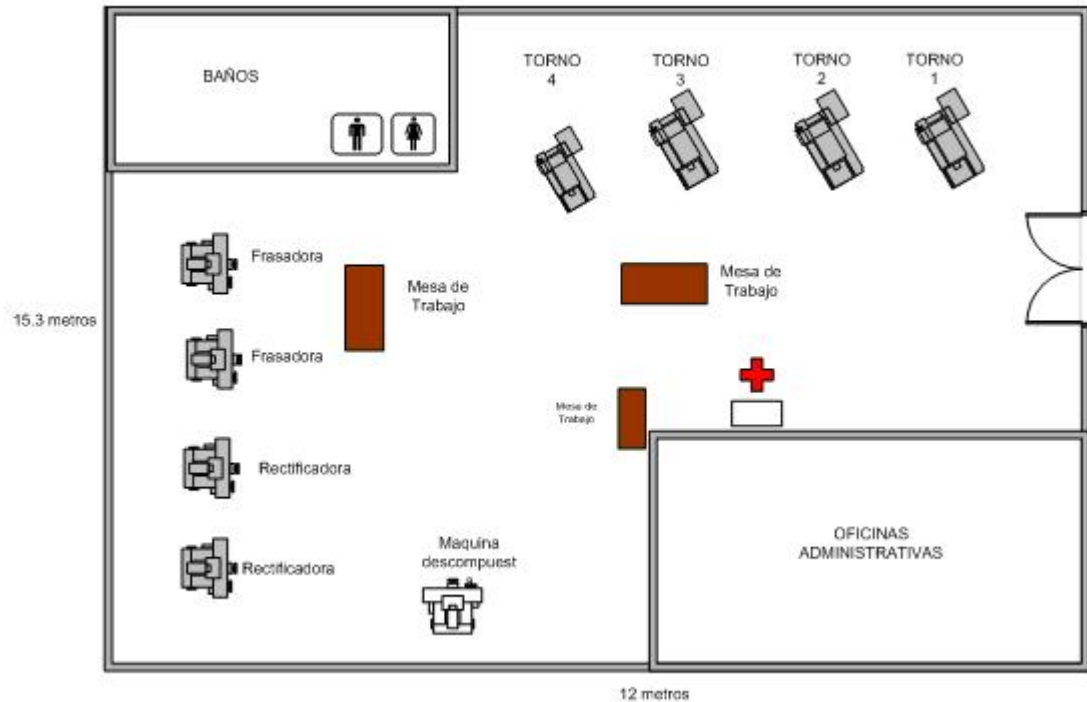 BAÑOS
TORNO
4
TORNO
3
TORNO
2
TORNO
1
Frasadora
Mesa de
Trabajo
Mesa de
Trabajo
15.3 metros
Frasadora
Mesa de
Trabajo
Rectificadora
OFICINAS
ADMINISTRATIVAS
Maquina
descompuest
Rectificadora
12 metros